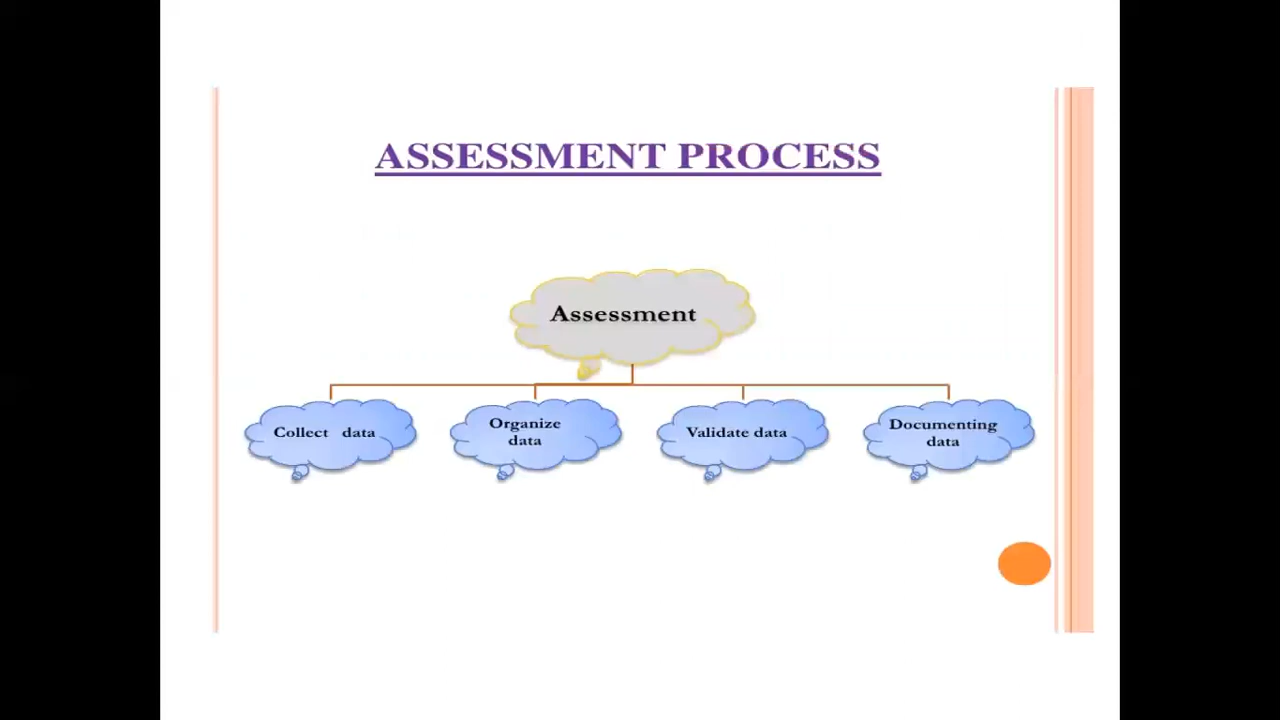 ASSESSMENT PROCESS
Assessment
Collect data
Organize
data
Validate data
Documenting
data